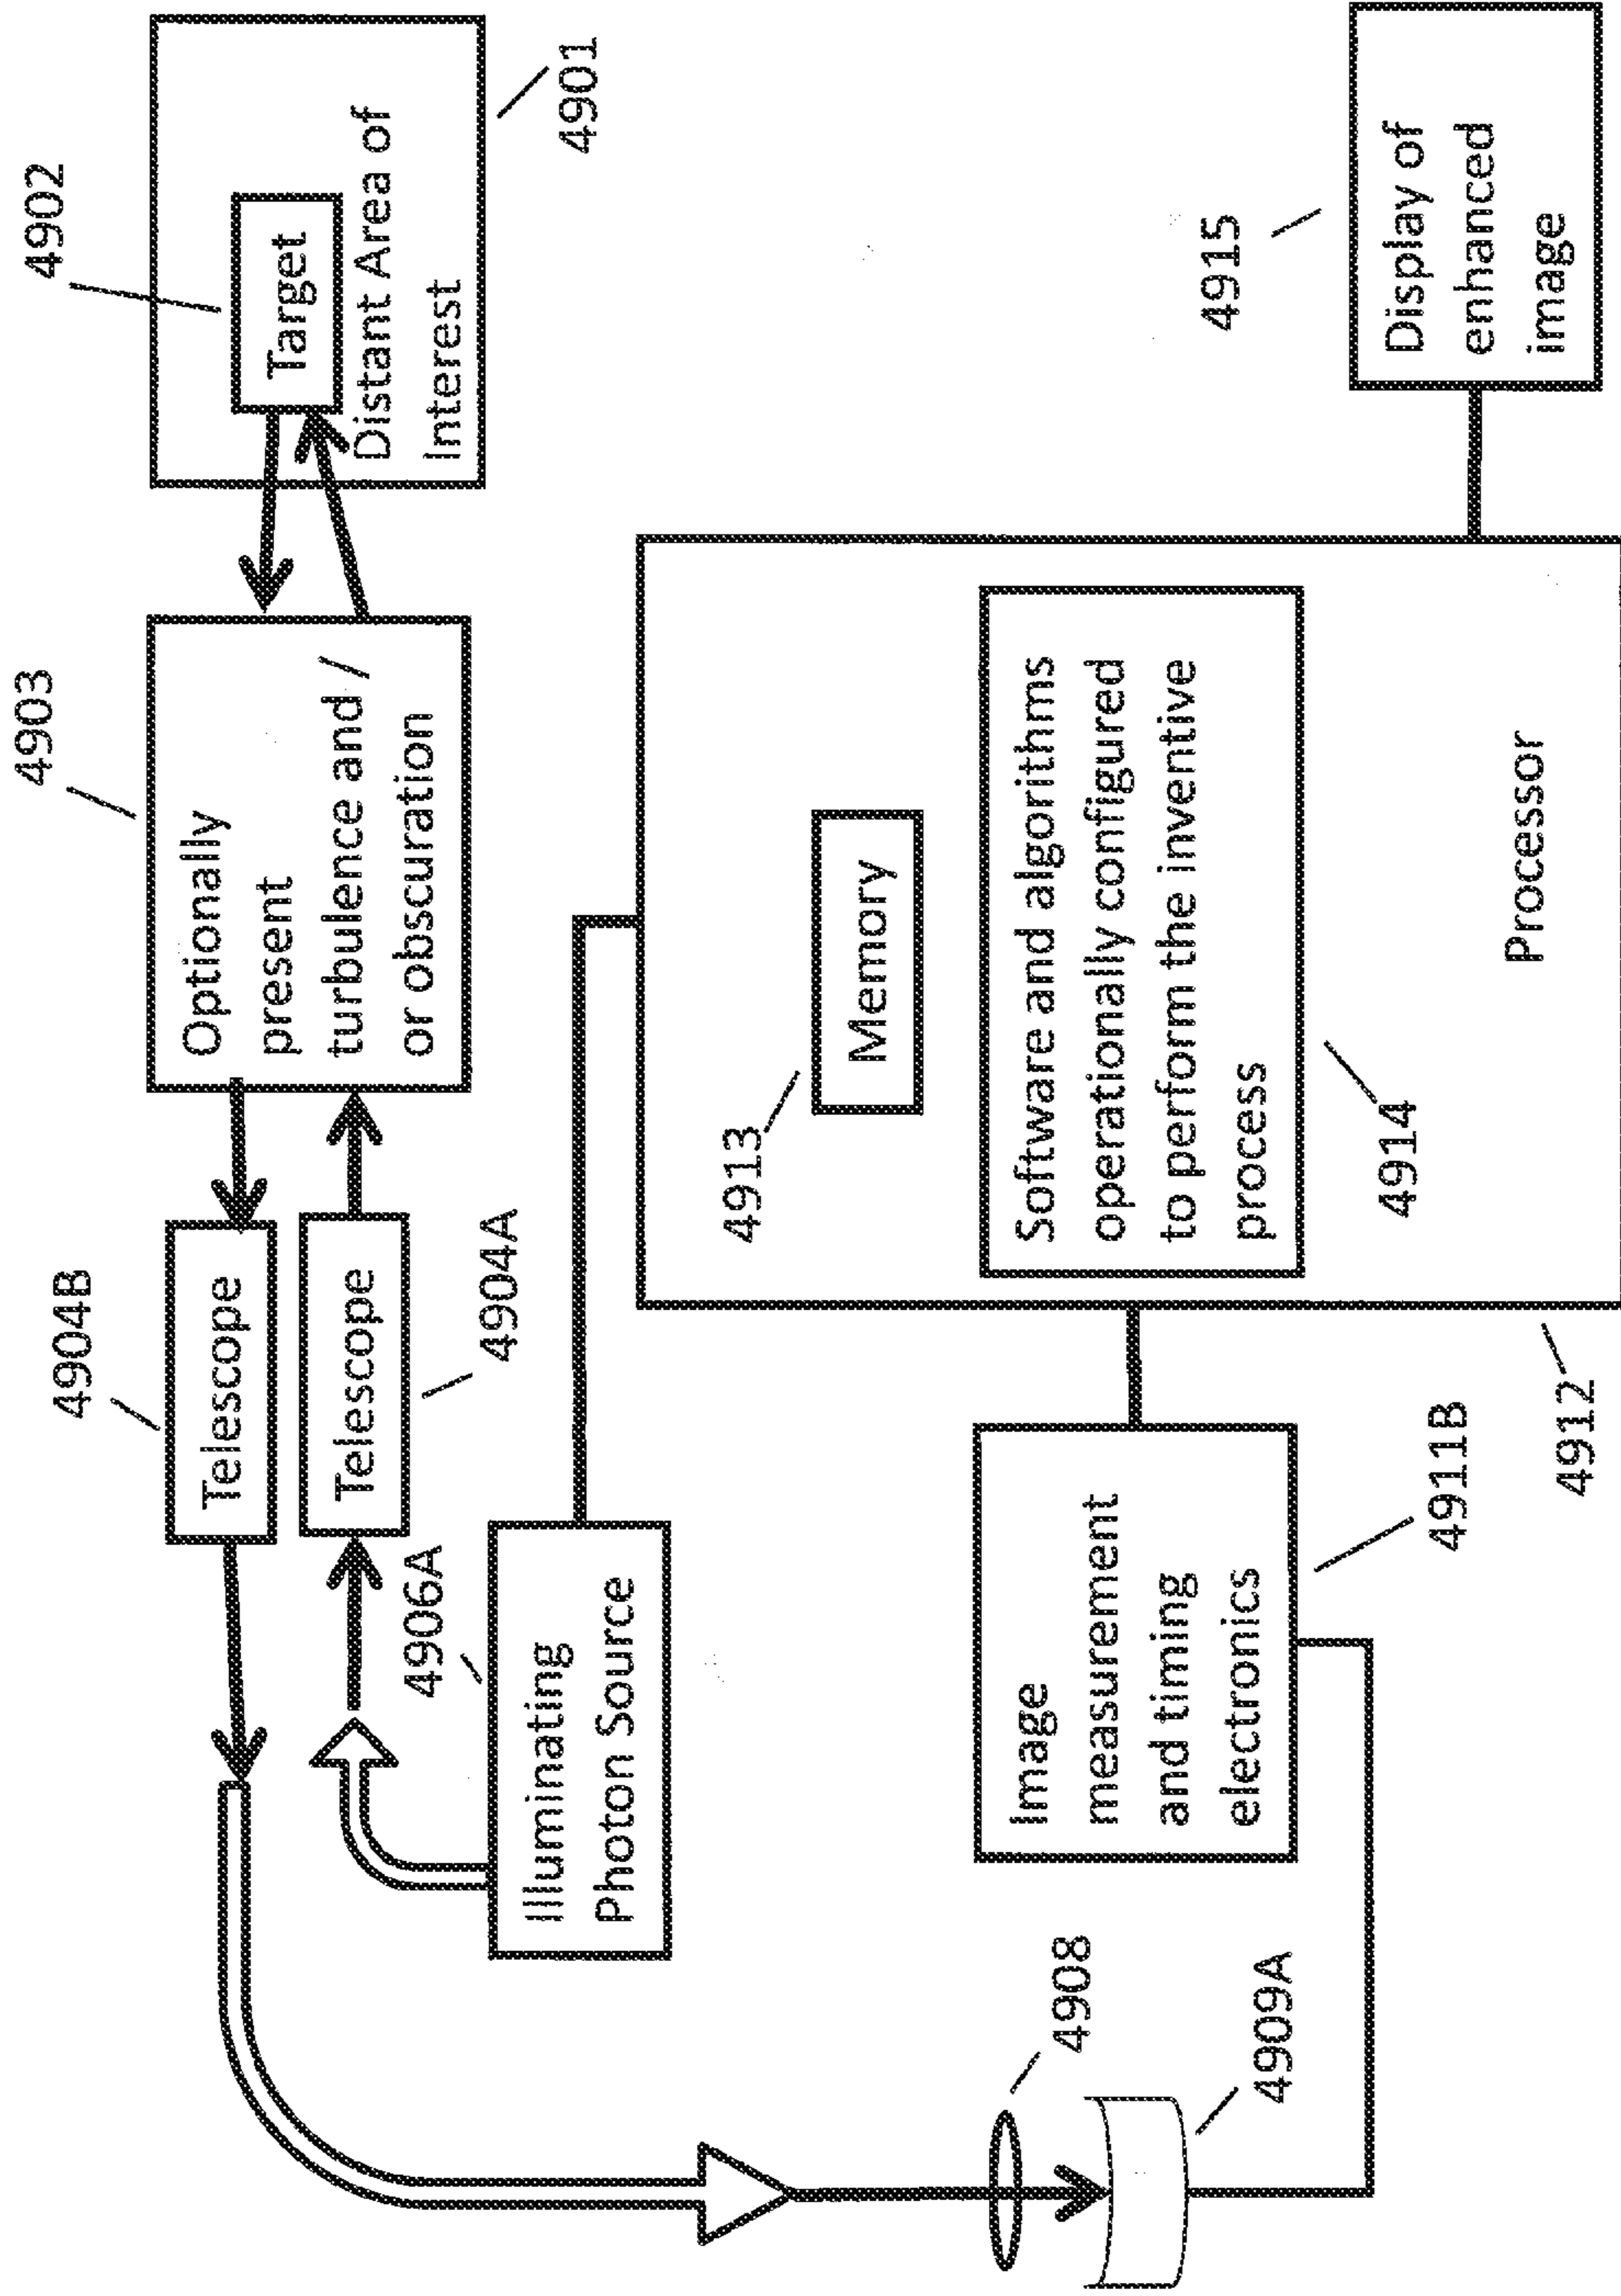 4902
Target
Distant Area of
Interest
4901
4903
Optionally
present
turbulence and /
or obscuration
4904B
Telescope
Telescope
4904A
4906A
Illuminating
Photon Source
4908
4909A
Image
measurement
and timing
electronics
4911B
4913
Memory
Software and algorithms
operationally configured
to perform the inventive
process
4914
Processor
4912
4915
Display of
enhanced
image